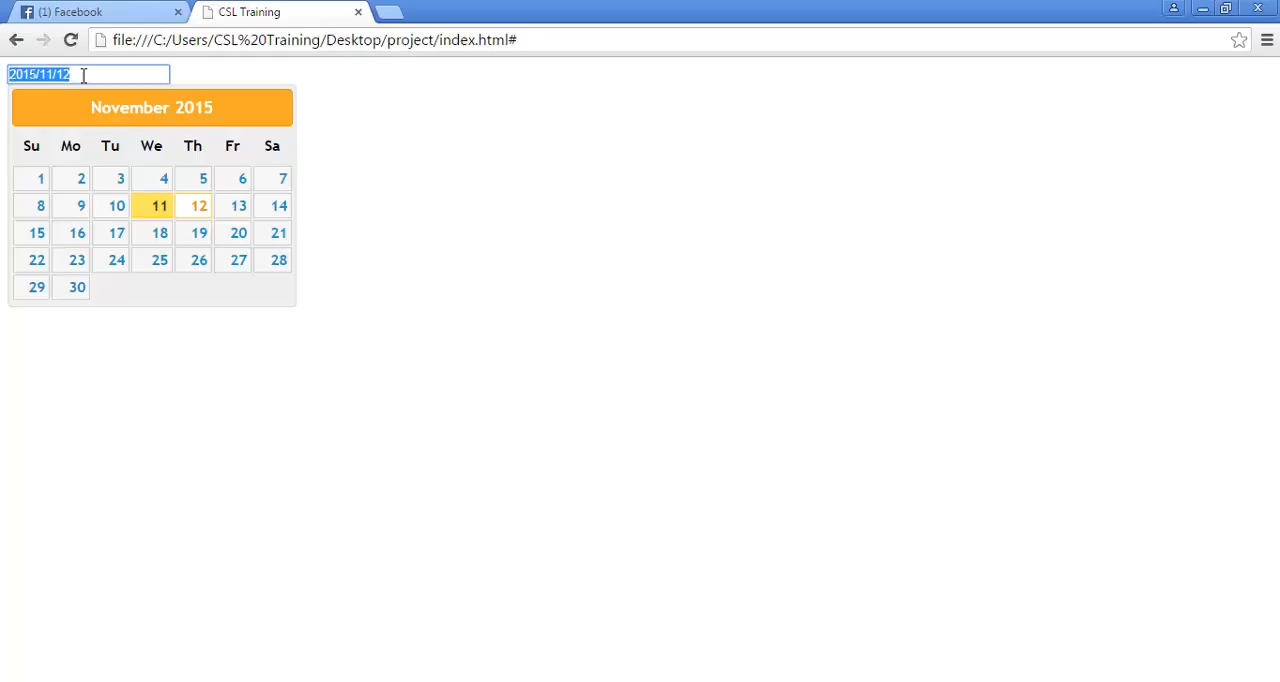 (1) Facebook
CSL Training
file:///C:/Users/CSL%20Training/Desktop/project/index.html#
2015/11/12
November 2015
Su Mo Tu We Th Fr Sa
1 2 3 4 5 6 7
8 9 10 11 12 13 14
15 16 17 18 19 20 21
22 23 24 25 26 27 28
29 30